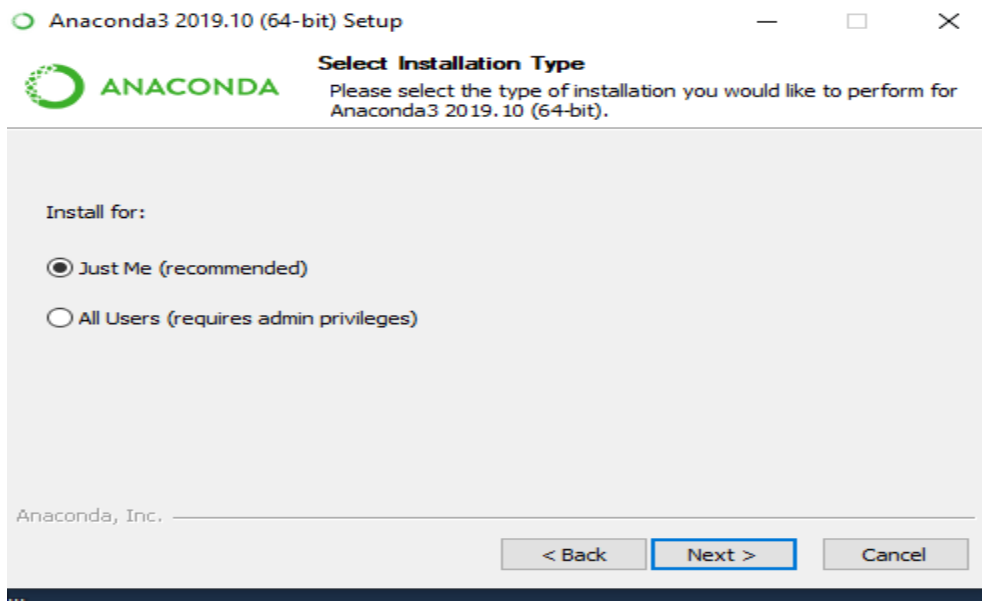 Anaconda3 2019.10 (64-bit) Setup
ANACONDA
Select Installation Type
Please select the type of installation you would like to perform for
Anaconda3 2019.10 (64-bit).
Install for:
Just Me (recommended)
All Users (requires admin privileges)
Anaconda, Inc.
< Back Next > Cancel